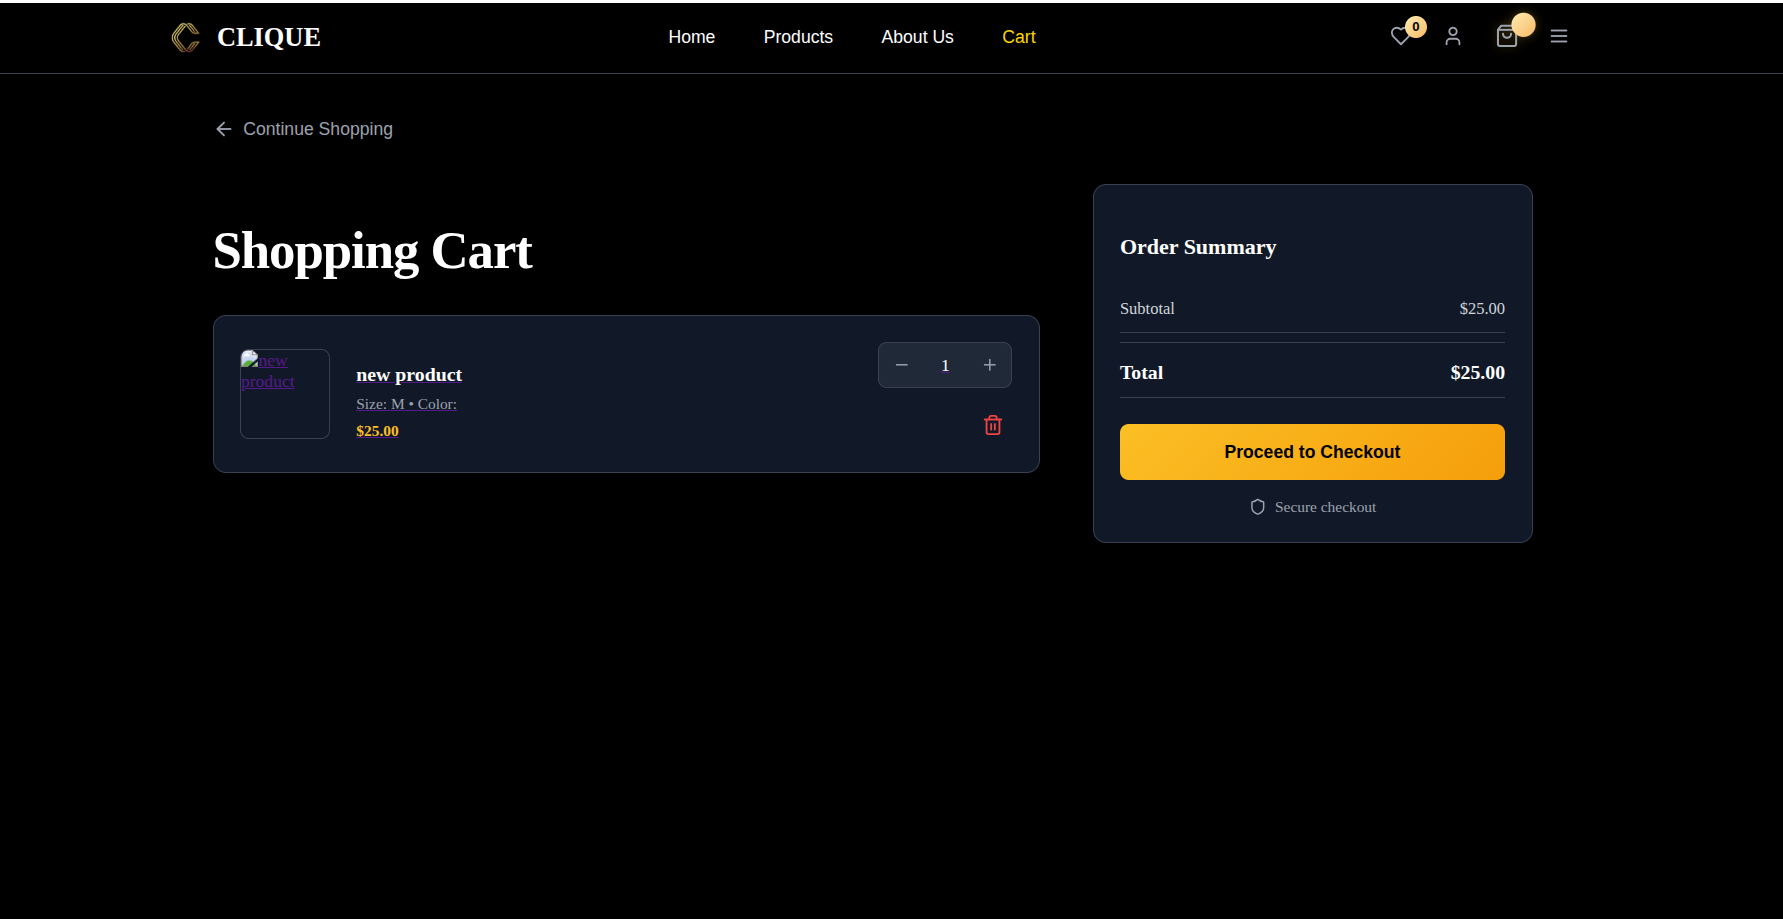 CLIQUE
Home
Products
About Us
Cart
0
Continue Shopping
Shopping Cart
new
product
new product
Size: M • Color:
$25.00
1
Order Summary
Subtotal $25.00
Total $25.00
Proceed to Checkout
Secure checkout